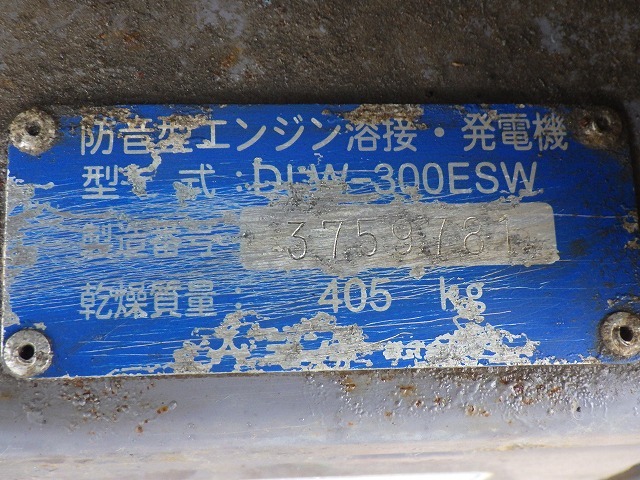 防音型エンジン溶接・発電機
型 式:DLW-300ESW
製造番号 3759781
乾燥質量: 405 kg